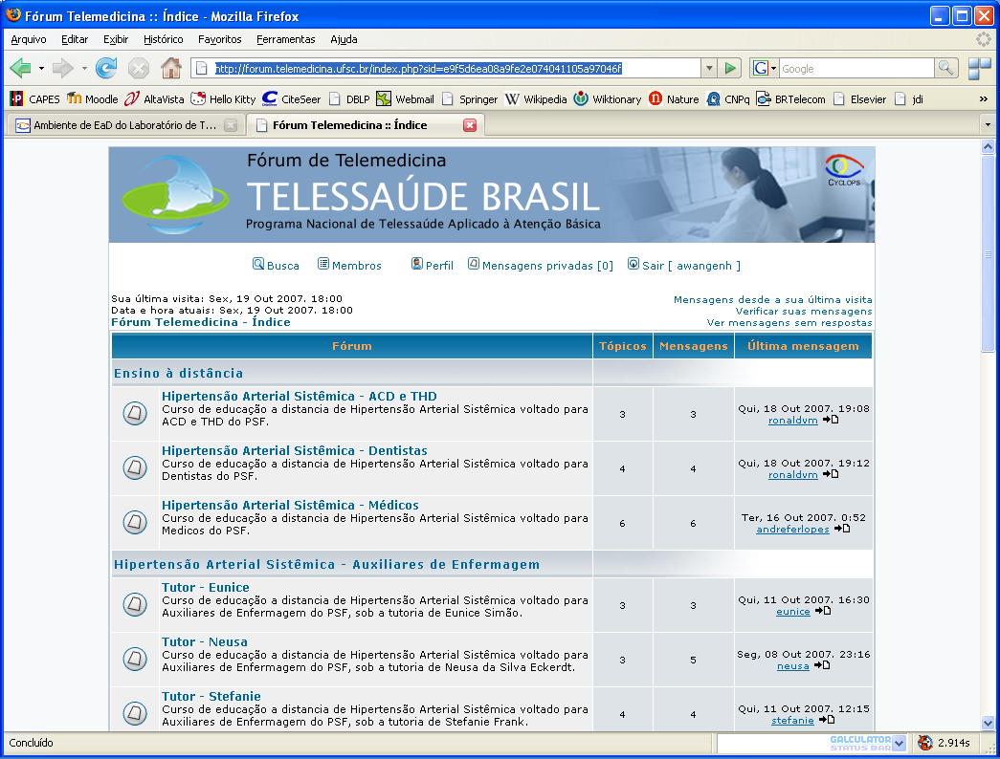 Fórum Telemedicina :: Índice - Mozilla Firefox
Arquivo Editar Exibir Histórico Favoritos Ferramentas Ajuda
http://forum.telemedicina.ufsc.br/index.php?sid=e9f5d6ea08a9fe2e074041105a97046f
G Google
CAPES Moodle AltaVista Hello Kitty CiteSeer DBLP Webmail Springer W Wikipedia Wiktionary Nature CNPq BRTelecom Elsevier jdi »
Ambiente de EaD do Laboratório de T... Fórum Telemedicina :: Índice
Fórum de Telemedicina
TELESSAÚDE BRASIL
Programa Nacional de Telessaúde Aplicado à Atenção Básica
CYCLOPS
Busca Membros Perfil Mensagens privadas [0] Sair [ awangenh ]
Sua última visita: Sex, 19 Out 2007. 18:00
Data e hora atuais: Sex, 19 Out 2007. 18:00
Fórum Telemedicina - Índice
Mensagens desde a sua última visita
Verificar suas mensagens
Ver mensagens sem respostas
Fórum Tópicos Mensagens Última mensagem
Ensino à distância
Hipertensão Arterial Sistêmica - ACD e THD
Curso de educação a distancia de Hipertensão Arterial Sistêmica voltado para
ACD e THD do PSF.
3 3
Qui, 18 Out 2007. 19:08
ronaldvm
Hipertensão Arterial Sistêmica - Dentistas
Curso de educação a distancia de Hipertensão Arterial Sistêmica voltado para
Dentistas do PSF.
4 4
Qui, 18 Out 2007. 19:12
ronaldvm
Hipertensão Arterial Sistêmica - Médicos
Curso de educação a distancia de Hipertensão Arterial Sistêmica voltado para
Medicos do PSF.
6 6
Ter, 16 Out 2007. 0:52
andreferlopes
Hipertensão Arterial Sistêmica - Auxiliares de Enfermagem
Tutor - Eunice
Curso de educação a distancia de Hipertensão Arterial Sistêmica voltado para
Auxiliares de Enfermagem do PSF, sob a tutoria de Eunice Simão.
3 3
Qui, 11 Out 2007. 16:30
eunice
Tutor - Neusa
Curso de educação a distancia de Hipertensão Arterial Sistêmica voltado para
Auxiliares de Enfermagem do PSF, sob a tutoria de Neusa da Silva Eckerdt.
3 5
Seg, 08 Out 2007. 23:16
neusa
Tutor - Stefanie
Curso de educação a distancia de Hipertensão Arterial Sistêmica voltado para
Auxiliares de Enfermagem do PSF, sob a tutoria de Stefanie Frank.
4 4
Qui, 11 Out 2007. 12:15
stefanie
Concluído
GALCULATOR
STATUS BAR
2.914s